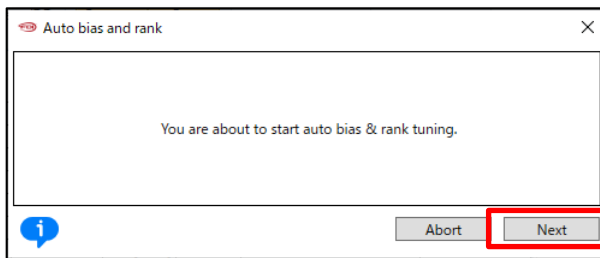 Auto bias and rank
You are about to start auto bias & rank tuning.
Abort
Next